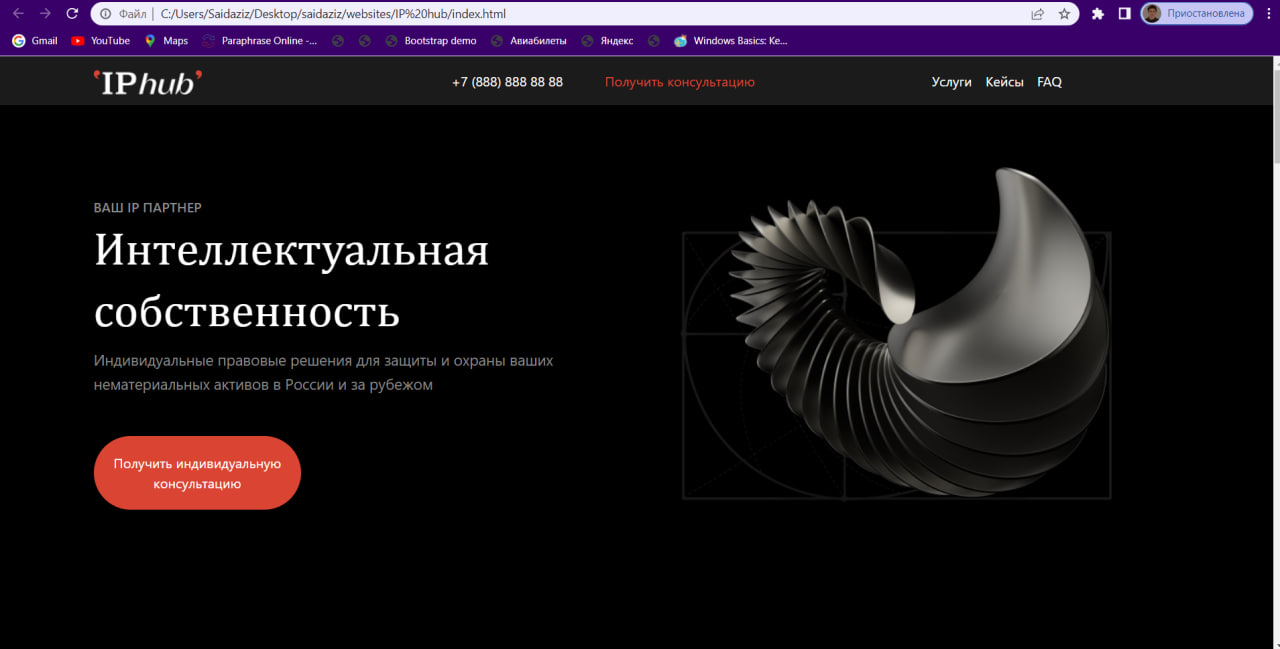 Файл | C:/Users/Saidaziz/Desktop/saidaziz/websites/IP%20hub/index.html
Приостановлена
Gmail
YouTube
Maps
Paraphrase Online -...
Bootstrap demo
Авиабилеты
Яндекс
Windows Basics: Ke...
'IPhub'
+7 (888) 888 88 88
Получить консультацию
Услуги
Кейсы
FAQ
ВАШ IP ПАРТНЕР
Интеллектуальная
собственность
Индивидуальные правовые решения для защиты и охраны ваших
нематериальных активов в России и за рубежом
Получить индивидуальную
консультацию